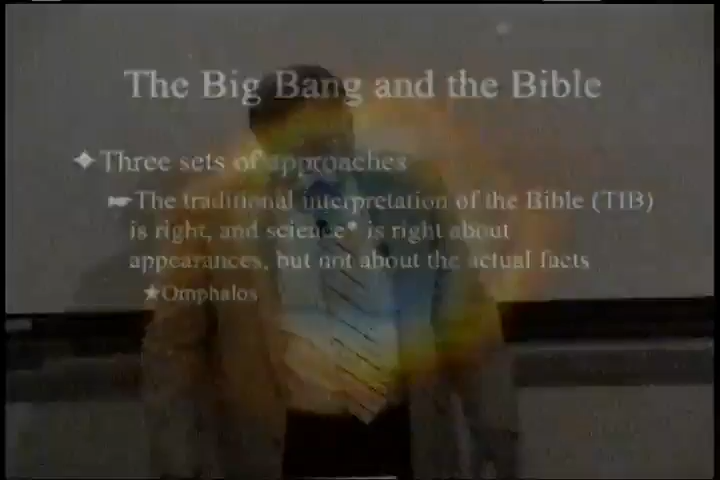 The Big Bang and the Bible
Three sets of approaches
The traditional interpretation of the Bible (TIB)
is right, and science* is right about
appearances, but not about the actual facts
Omphalos